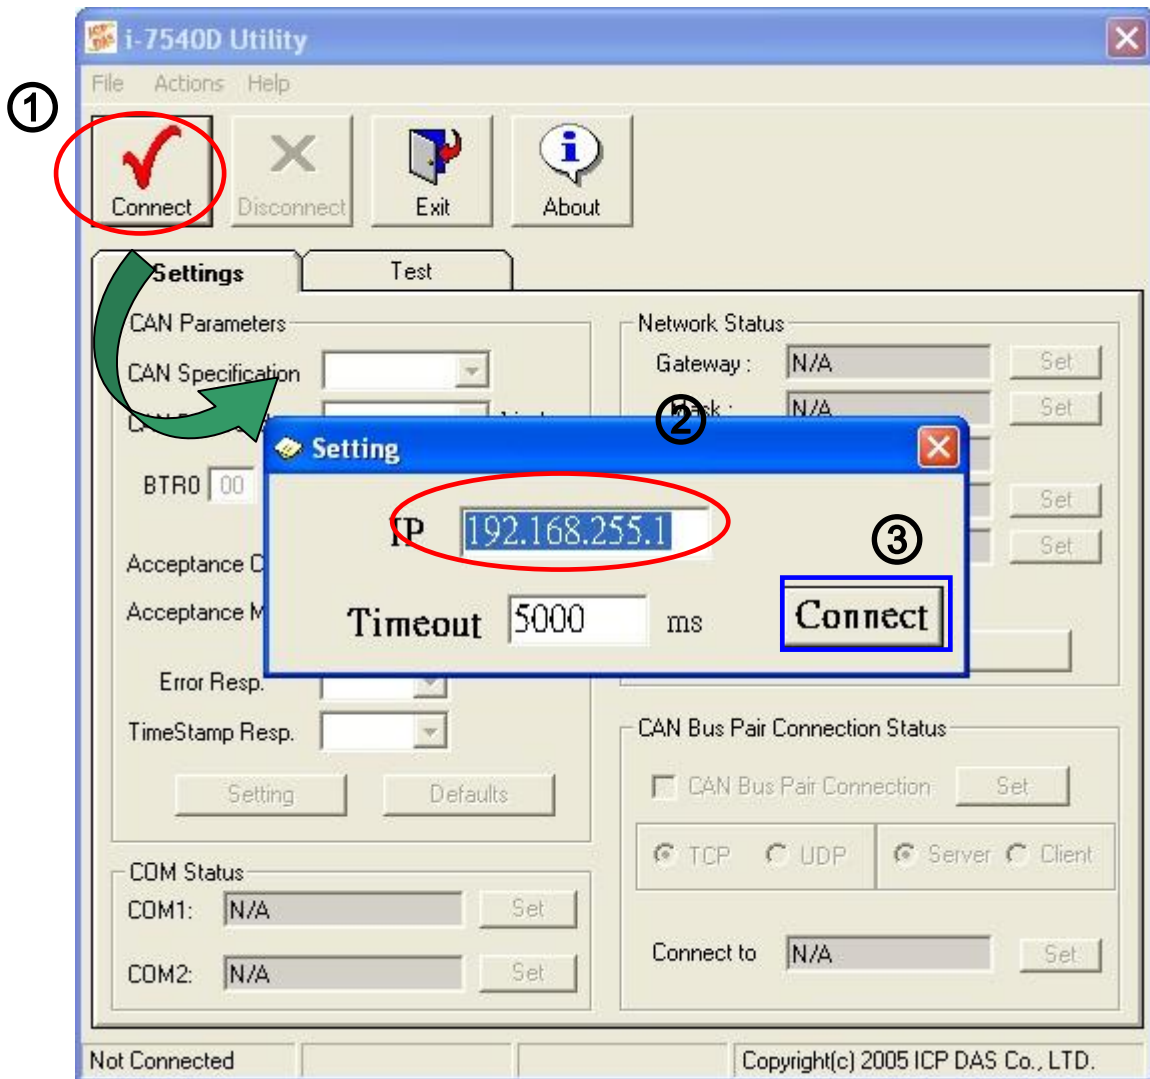 i-7540D Utility
File Actions Help
①
Connect Disconnect Exit About
Settings Test
CAN Parameters
CAN Specification
BTR0 00
Acceptance
Acceptance
Error Resp.
TimeStamp Resp.
Setting Defaults
COM Status
COM1: N/A Set
COM2: N/A Set
Network Status
Gateway : N/A Set
Mask : N/A Set
Set
Set
②
Setting
IP 192.168.255.1
③
Timeout 5000 ms Connect
CAN Bus Pair Connection Status
CAN Bus Pair Connection Set
TCP UDP Server Client
Connect to N/A Set
Not Connected Copyright(c) 2005 ICP DAS Co., LTD.